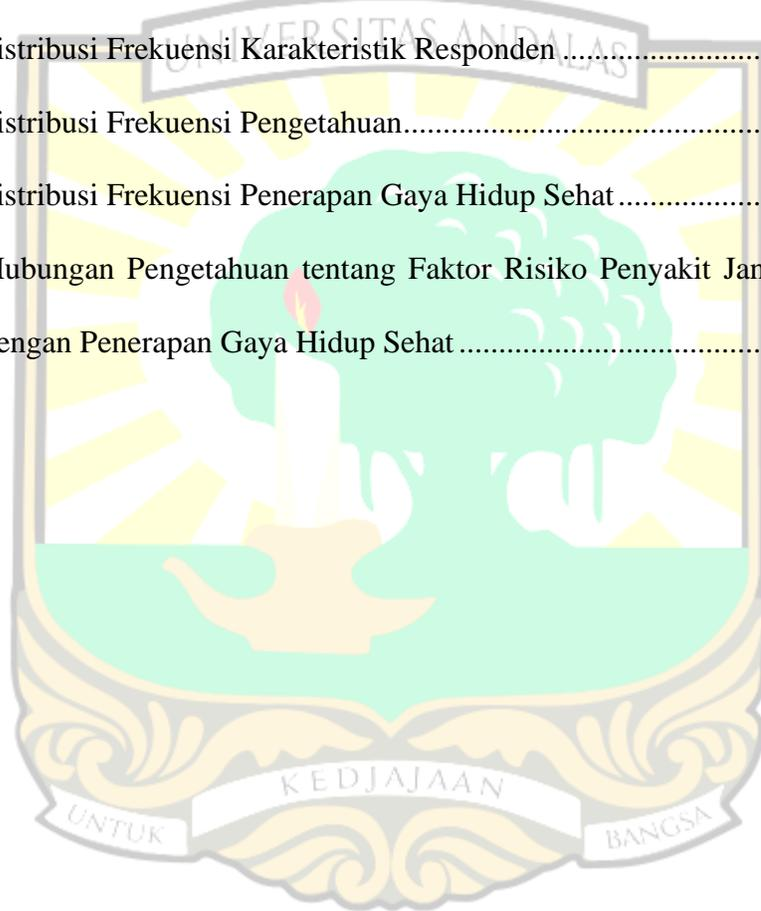 UNIVERSITAS ANDALAS
istribusi Frekuensi Karakteristik Responden ......................
istribusi Frekuensi Pengetahuan.......................................
istribusi Frekuensi Penerapan Gaya Hidup Sehat ................
ubungan Pengetahuan tentang Faktor Risiko Penyakit Jan
engan Penerapan Gaya Hidup Sehat .................................
KEDJAJAAN
UNTUK
BANGSA